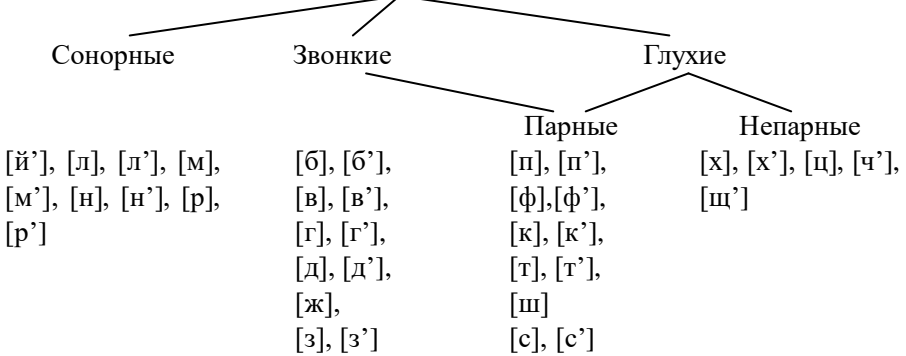 Сонорные Звонкие Глухие
Парные Непарные
[й’], [л], [л’], [м], [б], [б’], [п], [п’], [х], [х’], [ц], [ч’],
[м’], [н], [н’], [р], [в], [в’], [ф],[ф’], [щ’]
[р’] [г], [г’], [к], [к’],
[д], [д’], [т], [т’],
[ж], [ш]
[з], [з’] [с], [с’]